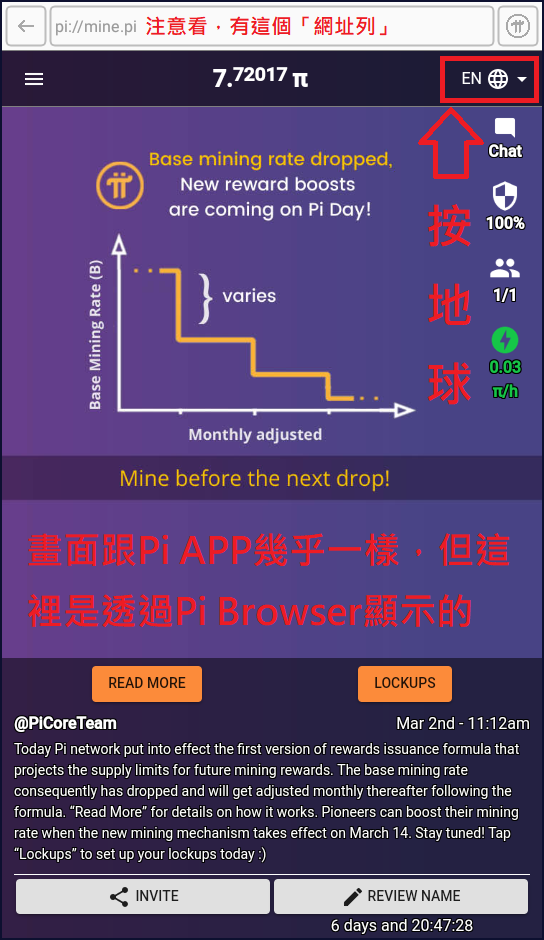 pi://mine.pi 注意看，有這個「網址列」
7.72017 π
EN
Chat
100%
1/1
0.03
π/h
按
地
球
Base mining rate dropped,
New reward boosts
are coming on Pi Day!
Base Mining Rate (B)
varies
Monthly adjusted
Mine before the next drop!
畫面跟Pi APP幾乎一樣，但這
裡是透過Pi Browser顯示的
READ MORE
LOCKUPS
@PiCoreTeam
Mar 2nd - 11:12am
Today Pi network put into effect the first version of rewards issuance formula that
projects the supply limits for future mining rewards. The base mining rate
consequently has dropped and will get adjusted monthly thereafter following the
formula. “Read More” for details on how it works. Pioneers can boost their mining
rate when the new mining mechanism takes effect on March 14. Stay tuned! Tap
“Lockups” to set up your lockups today :)
INVITE
REVIEW NAME
6 days and 20:47:28